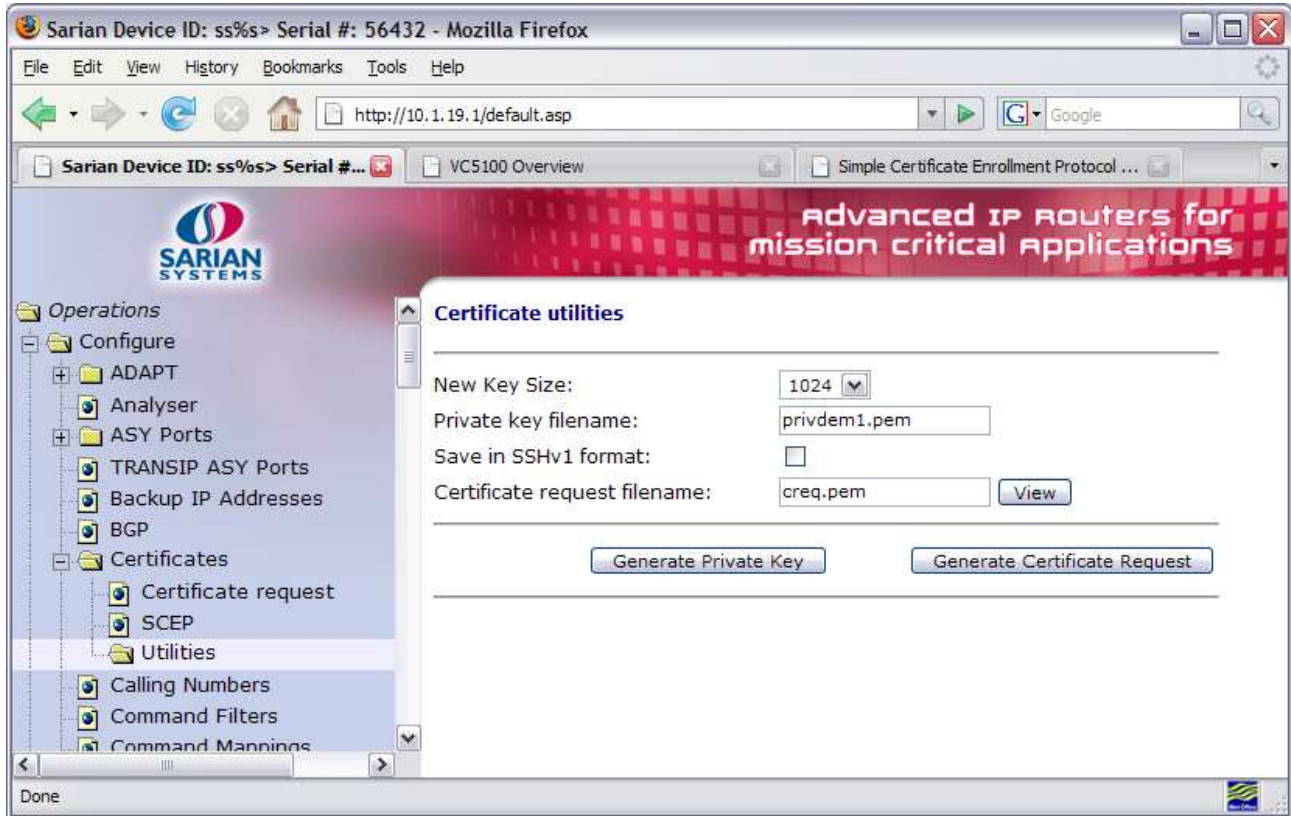 Sarian Device ID: ss%s> Serial #: 56432 - Mozilla Firefox
File Edit View History Bookmarks Tools Help
http://10.1.19.1/default.asp
G Google
Sarian Device ID: ss%s> Serial #...
VC5100 Overview
Simple Certificate Enrollment Protocol ...
SARIAN
SYSTEMS
Advanced IP Routers for
mission critical Applications
Operations
Configure
ADAPT
Analyser
ASY Ports
TRANSIP ASY Ports
Backup IP Addresses
BGP
Certificates
Certificate request
SCEP
Utilities
Calling Numbers
Command Filters
Command Mappings
Certificate utilities
New Key Size: 1024
Private key filename: privdem1.pem
Save in SSHv1 format:
Certificate request filename: creq.pem View
Generate Private Key Generate Certificate Request
Done